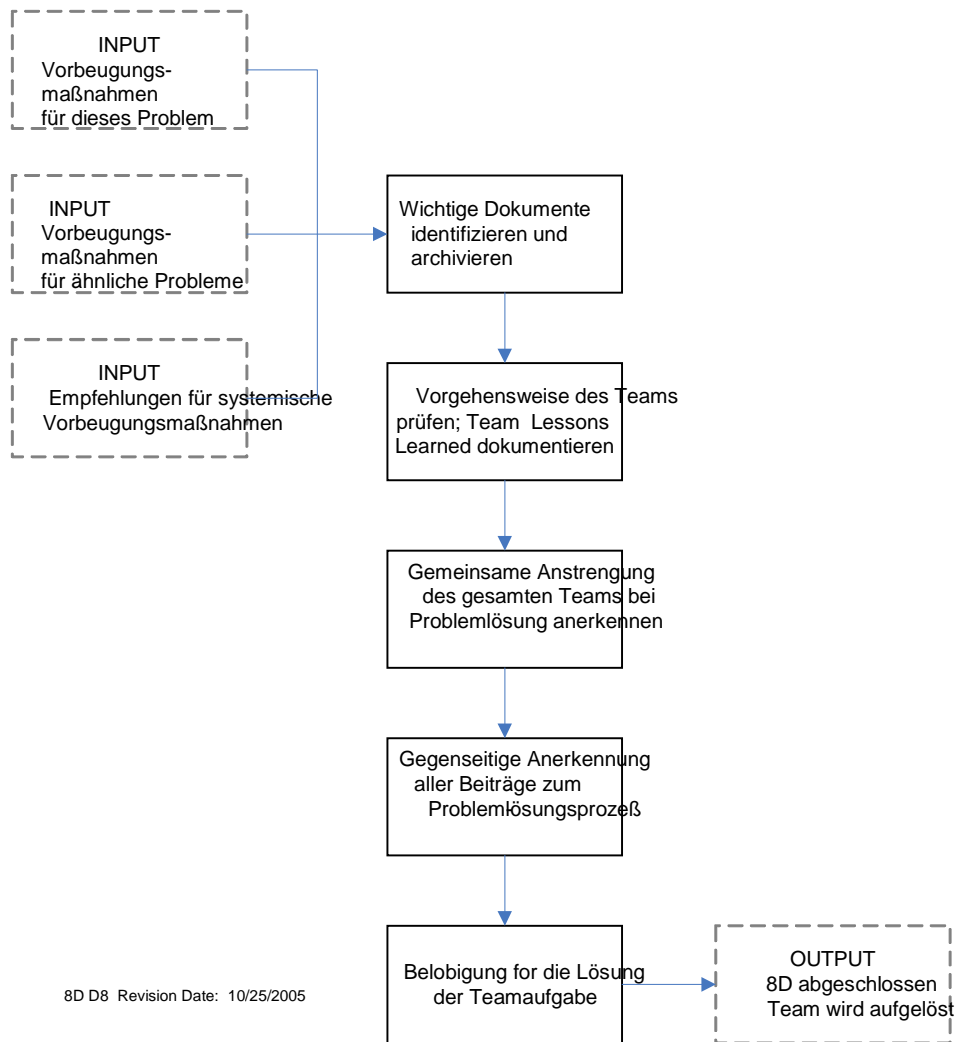 INPUT
Vorbeugungs-
maßnahmen
für dieses Problem
INPUT
Vorbeugungs-
maßnahmen
für ähnliche Probleme
INPUT
Empfehlungen für systemische
Vorbeugungsmaßnahmen
Wichtige Dokumente
identifizieren und
archivieren
Vorgehensweise des Teams
prüfen; Team Lessons
Learned dokumentieren
Gemeinsame Anstrengung
des gesamten Teams bei
Problemlösung anerkennen
Gegenseitige Anerkennung
aller Beiträge zum
Problemlösungsprozeß
Belobigung for die Lösung
der Teamaufgabe
OUTPUT
8D abgeschlossen
Team wird aufgelöst
8D D8 Revision Date: 10/25/2005